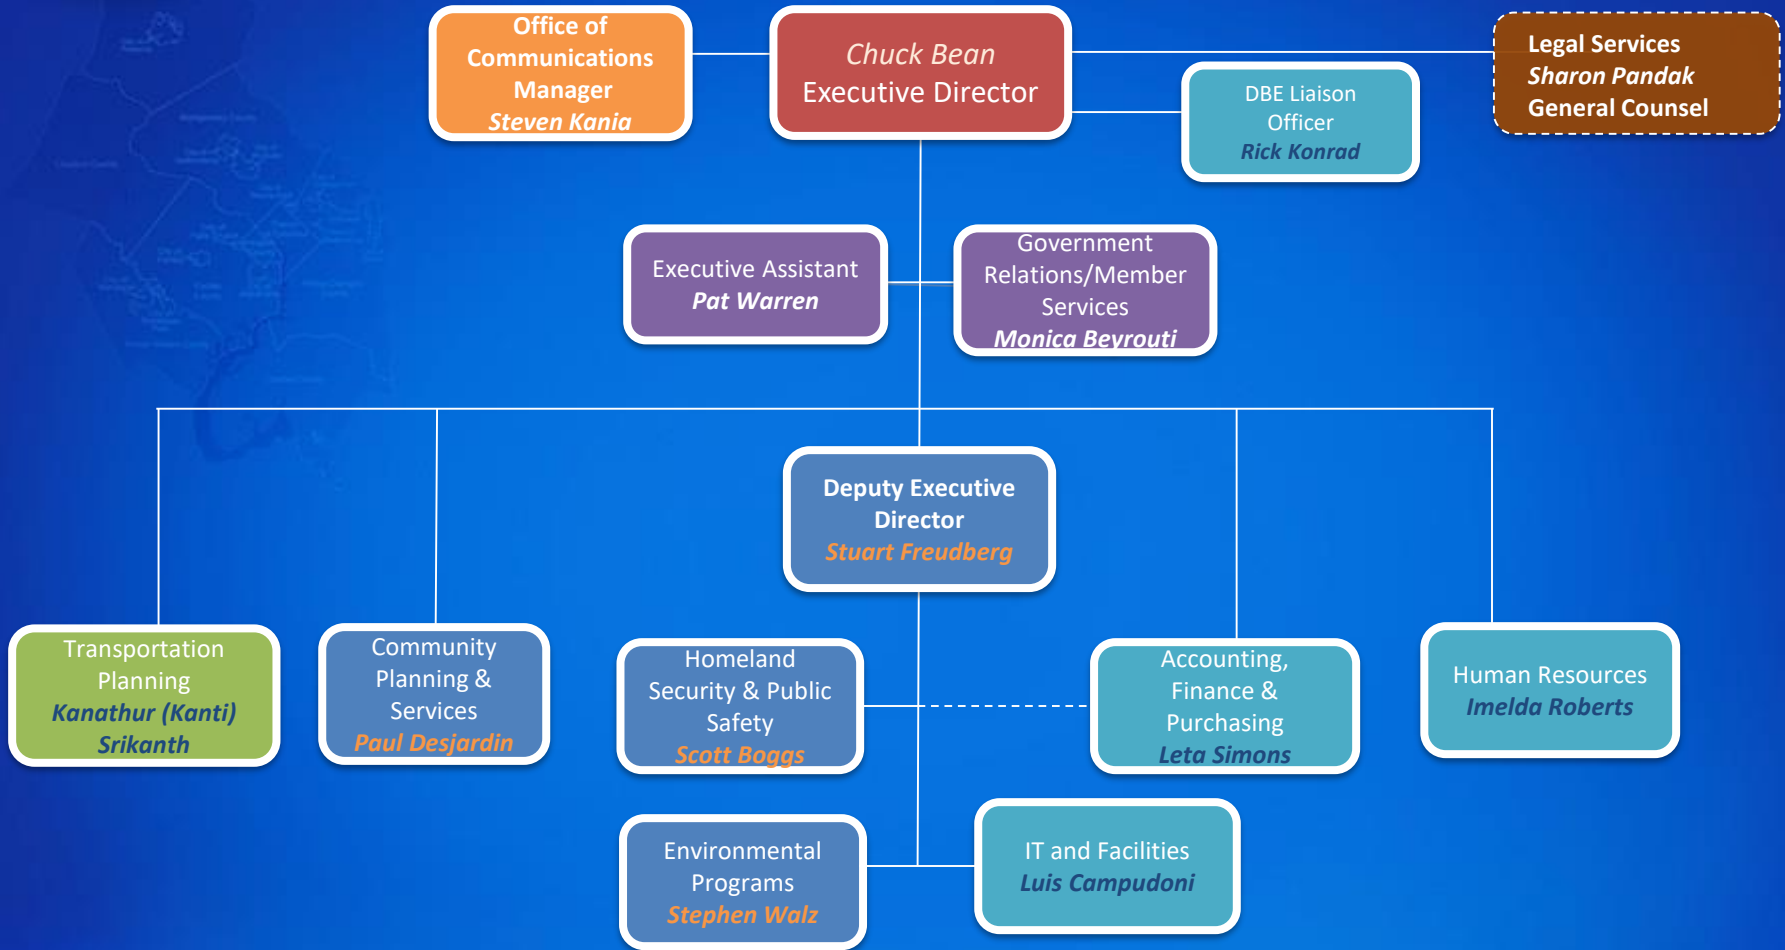 Office of
Communications
Manager
Steven Kania
Chuck Bean
Executive Director
Legal Services
Sharon Pandak
General Counsel
DBE Liaison
Officer
Rick Konrad
Executive Assistant
Pat Warren
Government
Relations/Member
Services
Monica Beyrouti
Deputy Executive
Director
Stuart Freudberg
Transportation
Planning
Kanathur (Kanti)
Srikanth
Community
Planning &
Services
Paul Desjardin
Homeland
Security & Public
Safety
Scott Boggs
Accounting,
Finance &
Purchasing
Leta Simons
Human Resources
Imelda Roberts
Environmental
Programs
Stephen Walz
IT and Facilities
Luis Campudoni